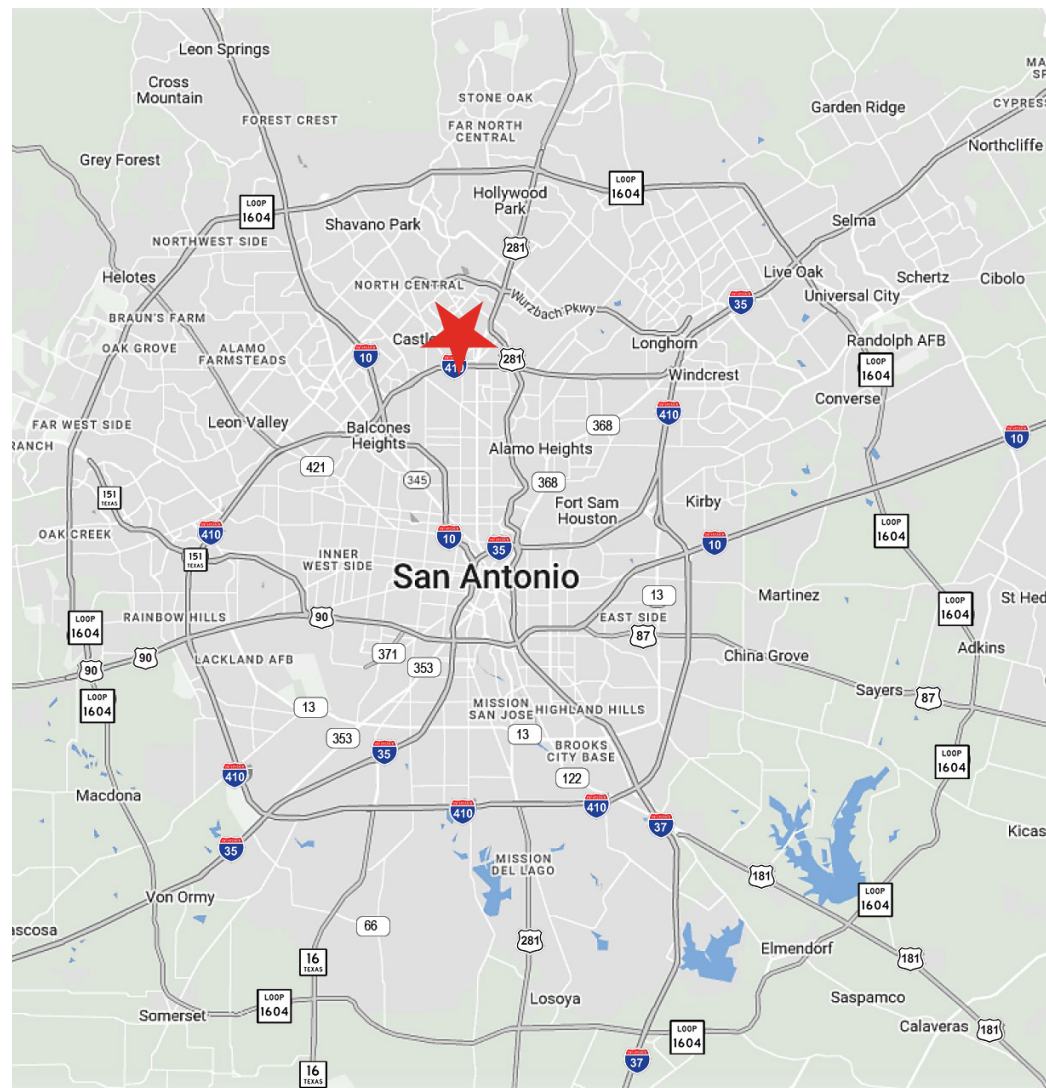 Leon Springs
Cross
Mountain
STONE OAK
Garden Ridge
CYPRESS
FOREST CREST
FAR NORTH
CENTRAL
Northcliffe
Grey Forest
LOOP
1604
Hollywood
Park
LOOP
1604
Shavano Park
Selma
NORTHWEST SIDE
281
Helotes
NORTH CENTRAL
Live Oak
Schertz
Cibolo
Wurzbach Pkwy
35
Universal City
BRAUN'S FARM
OAK GROVE
ALAMO
FARMSTEADS
10
Castle
410
281
Longhorn
Randolph AFB
LOOP
1604
Windcrest
Converse
FAR WEST SIDE
RANCH
Leon Valley
Balcones
Heights
410
368
10
Alamo Heights
421
345
368
151
TEXAS
Fort Sam
Houston
Kirby
OAK CREEK
410
10
35
10
LOOP
1604
151
TEXAS
INNER
WEST SIDE
San Antonio
13
Martinez
St Hed
LOOP
1604
RAINBOW HILLS
90
EAST SIDE
87
LOOP
1604
Adkins
90
90
LACKLAND AFB
371
353
China Grove
LOOP
1604
13
MISSION
SAN JOSE
HIGHLAND HILLS
Sayers
87
353
35
13
BROOKS
CITY BASE
LOOP
1604
410
122
Macdona
410
410
37
Kicas
35
MISSION
DEL LAGO
181
Von Ormy
LOOP
1604
66
ascosa
281
Elmendorf
181
16
TEXAS
Losoya
Saspamco
Somerset
LOOP
1604
Calaveras
181
LOOP
1604
37
16
TEXAS